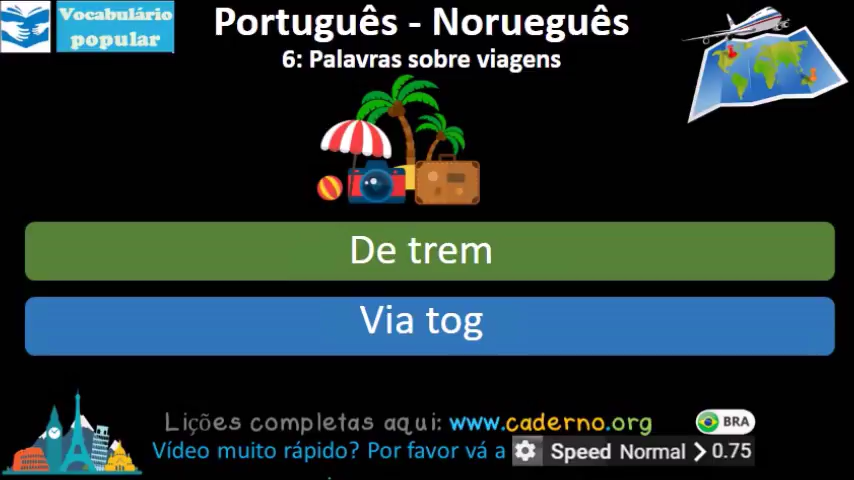 Vocabulário
popular
Português - Norueguês
6: Palavras sobre viagens
De trem
Via tog
Lições completas aqui: www.caderno.org
BRA
Vídeo muito rápido? Por favor vá a Speed Normal > 0.75